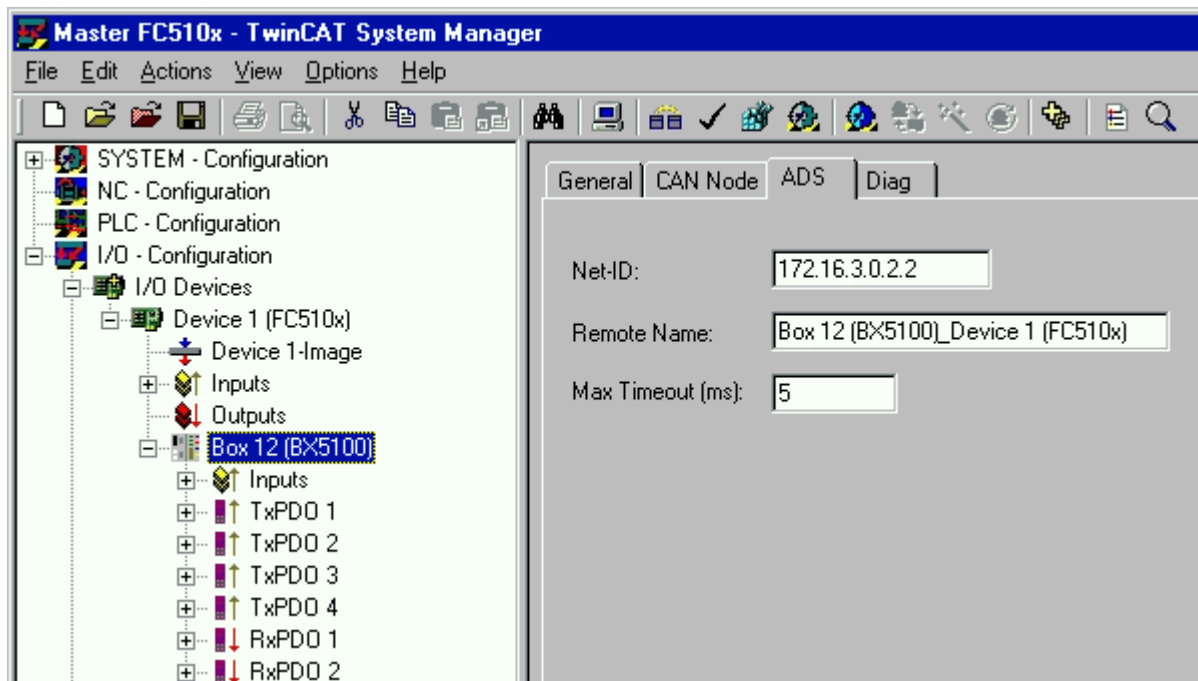 Master FC510x - TwinCAT System Manager
File Edit Actions View Options Help
SYSTEM - Configuration
NC - Configuration
PLC - Configuration
I/O - Configuration
I/O Devices
Device 1 (FC510x)
Device 1-Image
Inputs
Outputs
Box 12 (BX5100)
Inputs
TxPDO 1
TxPDO 2
TxPDO 3
TxPDO 4
RxPDO 1
RxPDO 2
General CAN Node ADS Diag
Net-ID: 172.16.3.0.2.2
Remote Name: Box 12 (BX5100)_Device 1 (FC510x)
Max Timeout (ms): 5